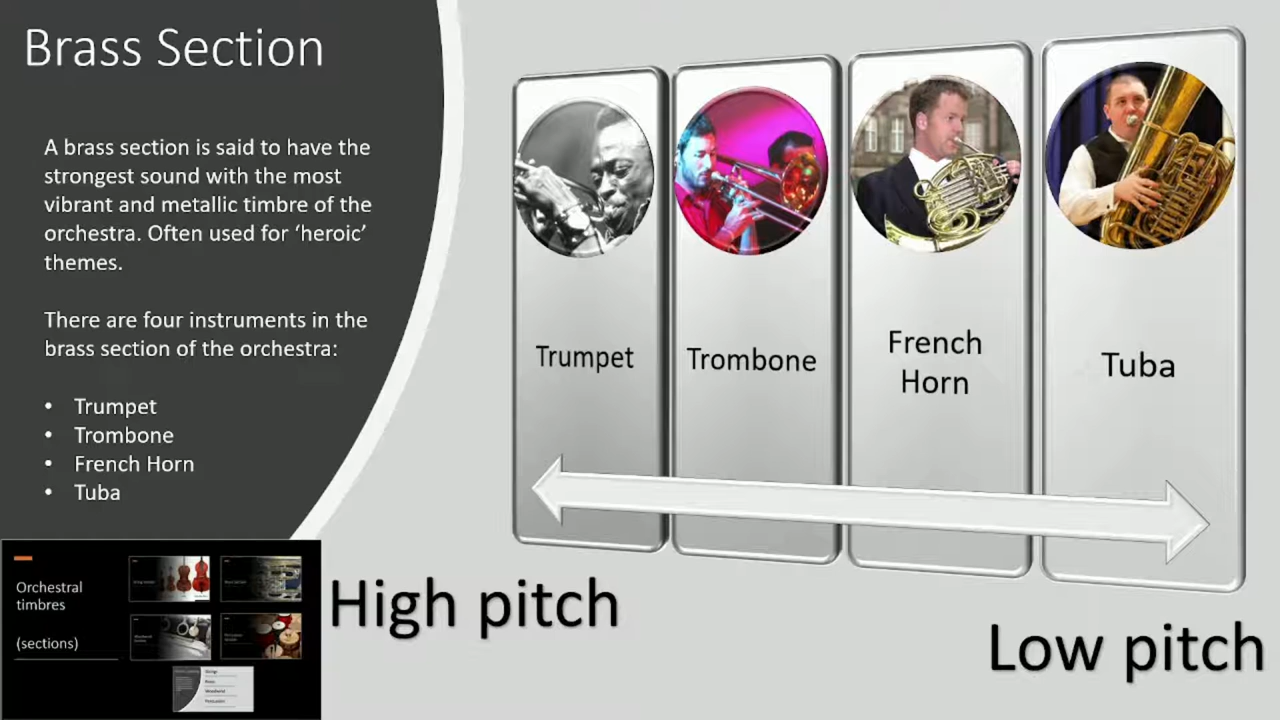 Brass Section
A brass section is said to have the
strongest sound with the most
vibrant and metallic timbre of the
orchestra. Often used for ‘heroic’
themes.
There are four instruments in the
brass section of the orchestra:
• Trumpet
• Trombone
• French Horn
• Tuba
Trumpet
Trombone
French
Horn
Tuba
High pitch
Low pitch
Orchestral
timbres
(sections)